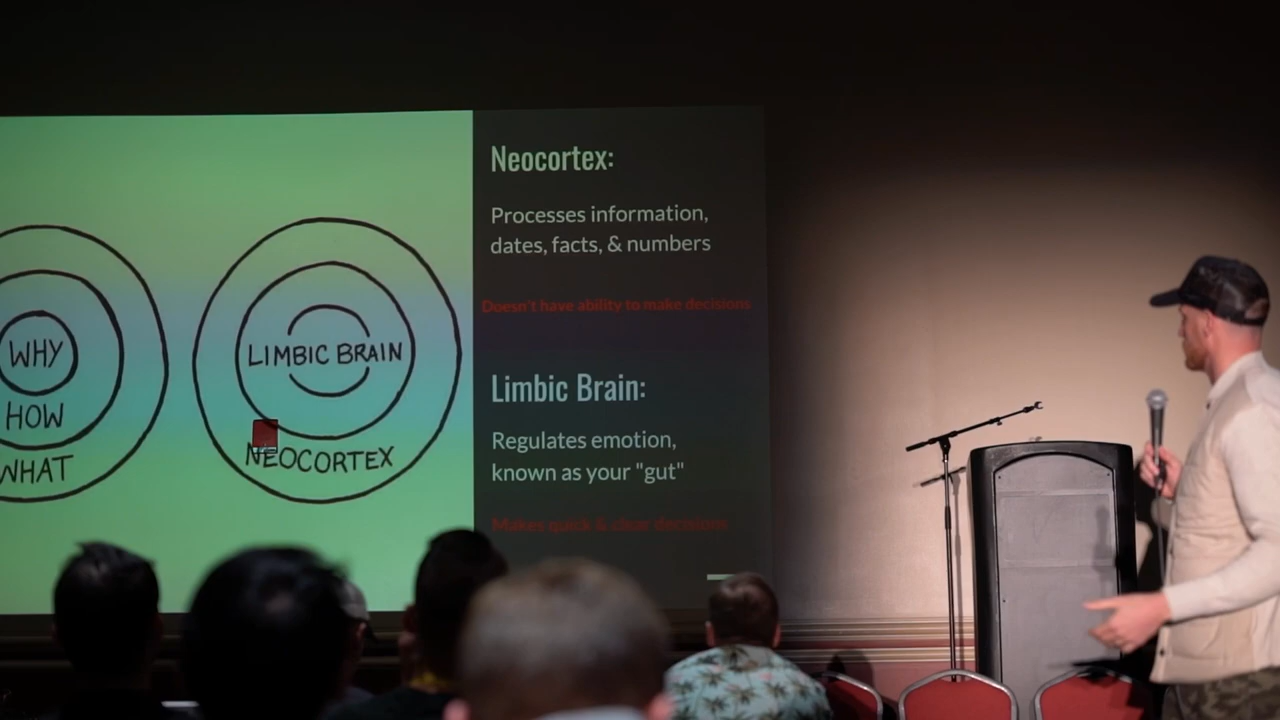 WHY
HOW
WHAT
LIMBIC BRAIN
NEOCORTEX
Neocortex:
Processes information,
dates, facts, & numbers
Doesn't have ability to make decisions
Limbic Brain:
Regulates emotion,
known as your "gut"
Makes quick & clear decisions